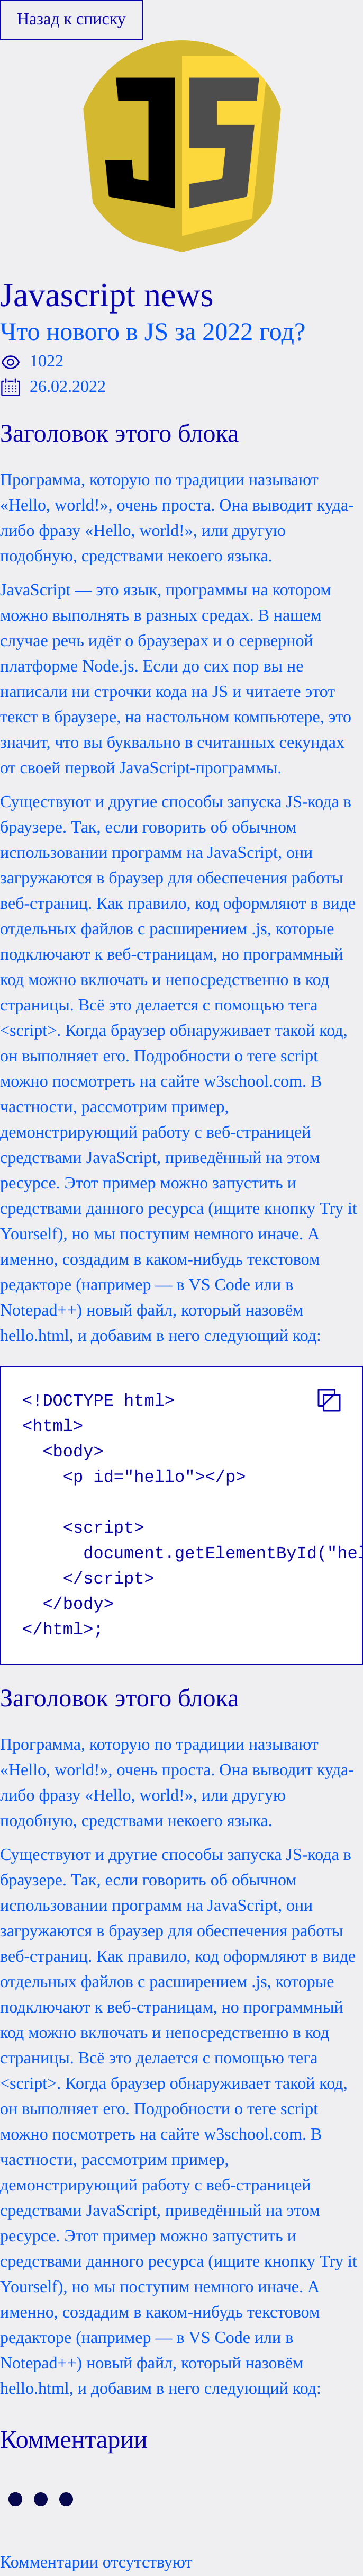 Назад к списку
JS
Javascript news
Что нового в JS за 2022 год?
1022
26.02.2022
Заголовок этого блока
Программа, которую по традиции называют
«Hello, world!», очень проста. Она выводит куда-
либо фразу «Hello, world!», или другую
подобную, средствами некоего языка.
JavaScript — это язык, программы на котором
можно выполнять в разных средах. В нашем
случае речь идёт о браузерах и о серверной
платформе Node.js. Если до сих пор вы не
написали ни строчки кода на JS и читаете этот
текст в браузере, на настольном компьютере, это
значит, что вы буквально в считанных секундах
от своей первой JavaScript-программы.
Существуют и другие способы запуска JS-кода в
браузере. Так, если говорить об обычном
использовании программ на JavaScript, они
загружаются в браузер для обеспечения работы
веб-страниц. Как правило, код оформляют в виде
отдельных файлов с расширением .js, которые
подключают к веб-страницам, но программный
код можно включать и непосредственно в код
страницы. Всё это делается с помощью тега
<script>. Когда браузер обнаруживает такой код,
он выполняет его. Подробности о теге script
можно посмотреть на сайте w3school.com. В
частности, рассмотрим пример,
демонстрирующий работу с веб-страницей
средствами JavaScript, приведённый на этом
ресурсе. Этот пример можно запустить и
средствами данного ресурса (ищите кнопку Try it
Yourself), но мы поступим немного иначе. А
именно, создадим в каком-нибудь текстовом
редакторе (например — в VS Code или в
Notepad++) новый файл, который назовём
hello.html, и добавим в него следующий код:
<!DOCTYPE html>
<html>
  <body>
    <p id="hello"></p>
    <script>
      document.getElementById("hel
    </script>
  </body>
</html>;
Заголовок этого блока
Программа, которую по традиции называют
«Hello, world!», очень проста. Она выводит куда-
либо фразу «Hello, world!», или другую
подобную, средствами некоего языка.
Существуют и другие способы запуска JS-кода в
браузере. Так, если говорить об обычном
использовании программ на JavaScript, они
загружаются в браузер для обеспечения работы
веб-страниц. Как правило, код оформляют в виде
отдельных файлов с расширением .js, которые
подключают к веб-страницам, но программный
код можно включать и непосредственно в код
страницы. Всё это делается с помощью тега
<script>. Когда браузер обнаруживает такой код,
он выполняет его. Подробности о теге script
можно посмотреть на сайте w3school.com. В
частности, рассмотрим пример,
демонстрирующий работу с веб-страницей
средствами JavaScript, приведённый на этом
ресурсе. Этот пример можно запустить и
средствами данного ресурса (ищите кнопку Try it
Yourself), но мы поступим немного иначе. А
именно, создадим в каком-нибудь текстовом
редакторе (например — в VS Code или в
Notepad++) новый файл, который назовём
hello.html, и добавим в него следующий код:
Комментарии
Комментарии отсутствуют